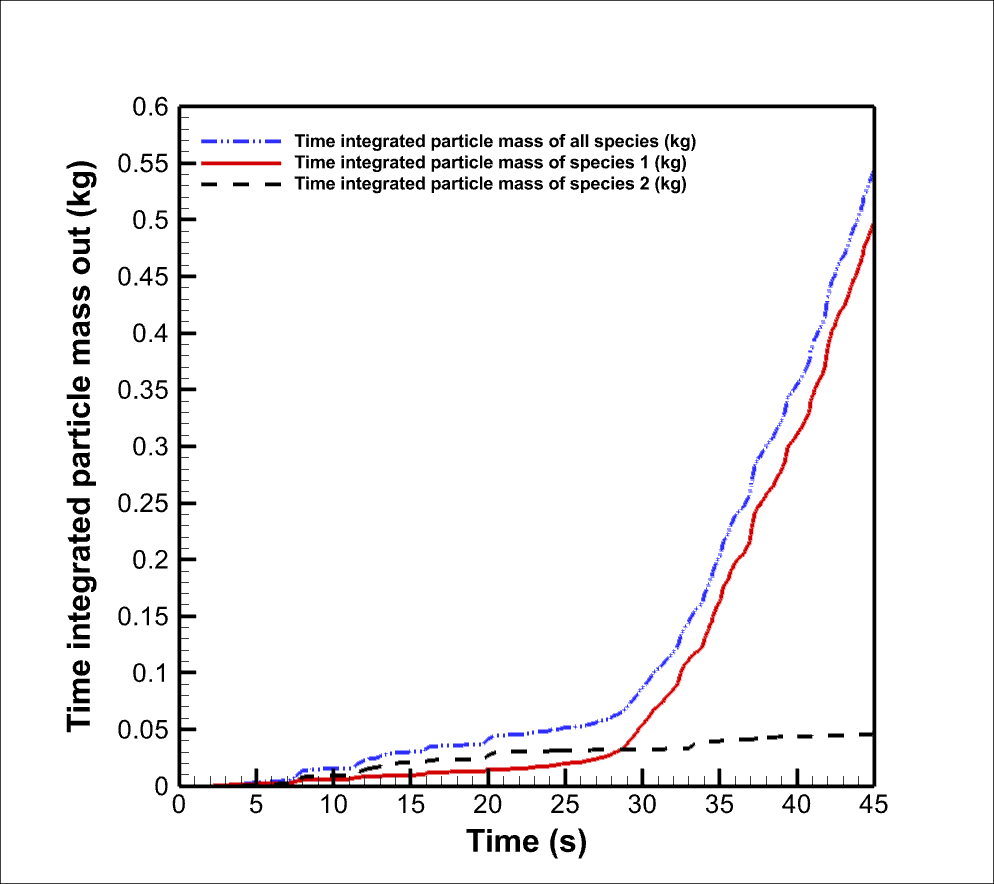 Time integrated particle mass out (kg)
0.6
0.55
0.5
0.45
0.4
0.35
0.3
0.25
0.2
0.15
0.1
0.05
0
Time integrated particle mass of all species (kg)
Time integrated particle mass of species 1 (kg)
Time integrated particle mass of species 2 (kg)
0 5 10 15 20 25 30 35 40 45
Time (s)